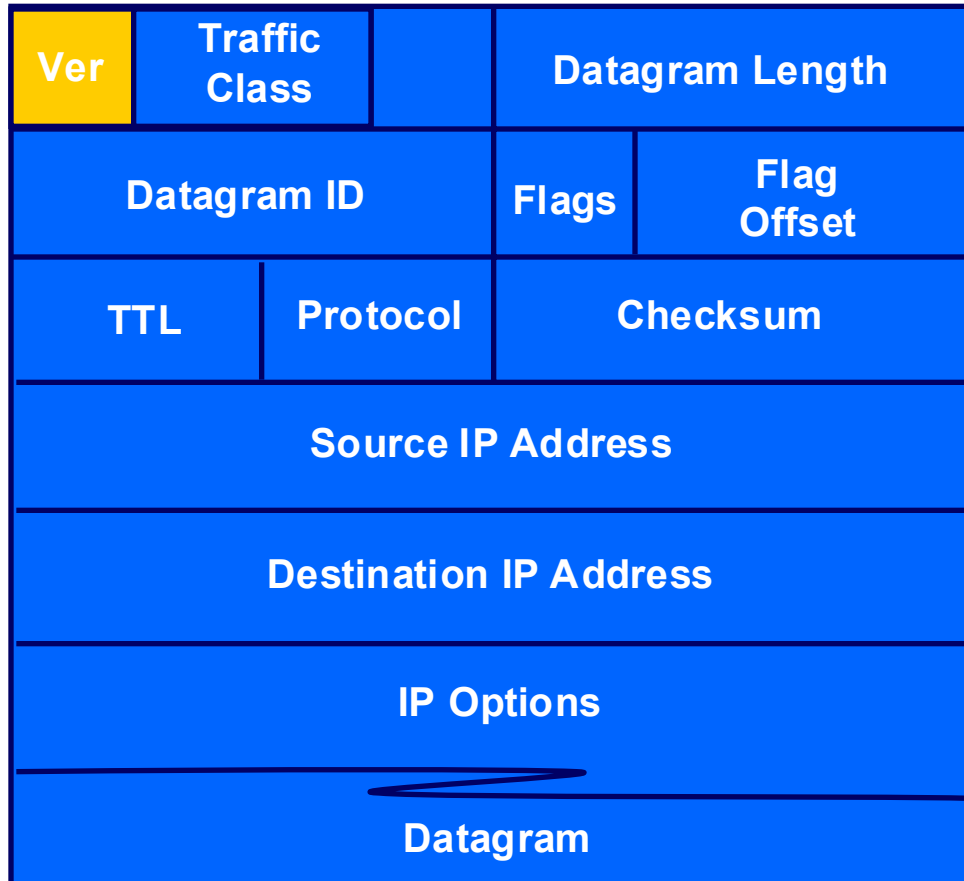 Ver
Traffic
Class
Datagram Length
Datagram ID
Flags
Flag
Offset
TTL
Protocol
Checksum
Source IP Address
Destination IP Address
IP Options
Datagram